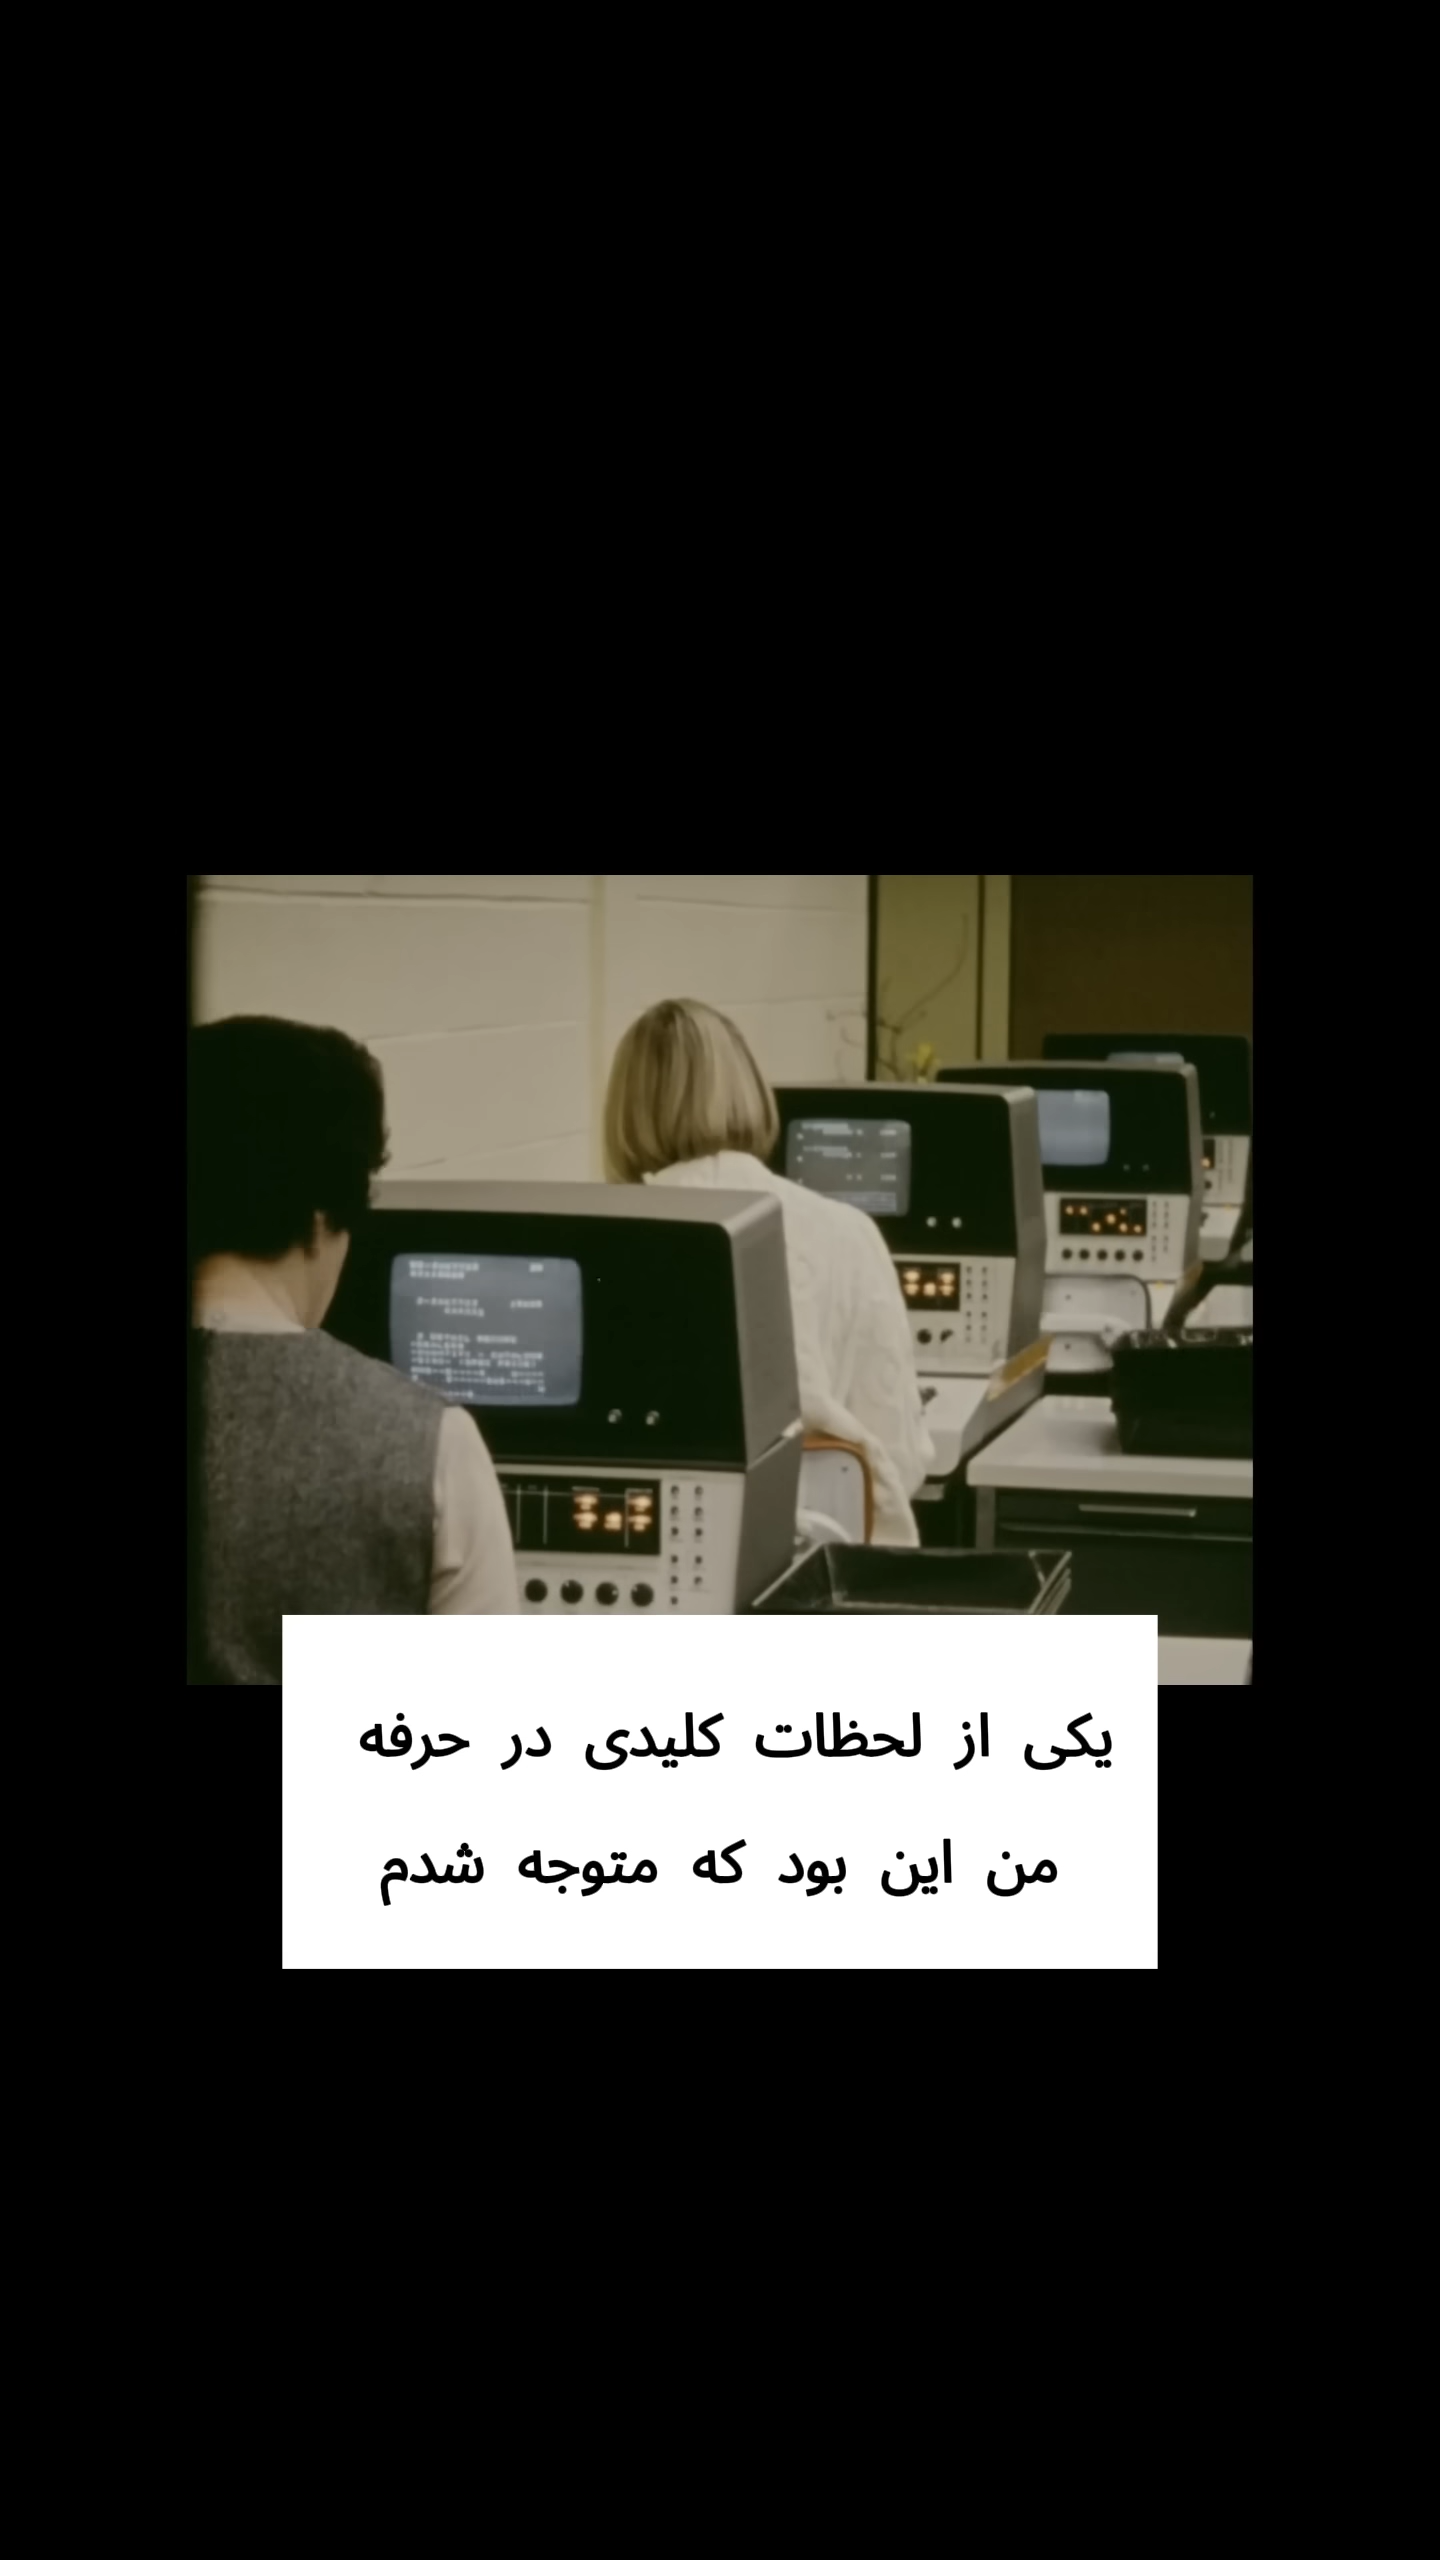 یکی از لحظات کلیدی در حرفه
من این بود که متوجه شدم